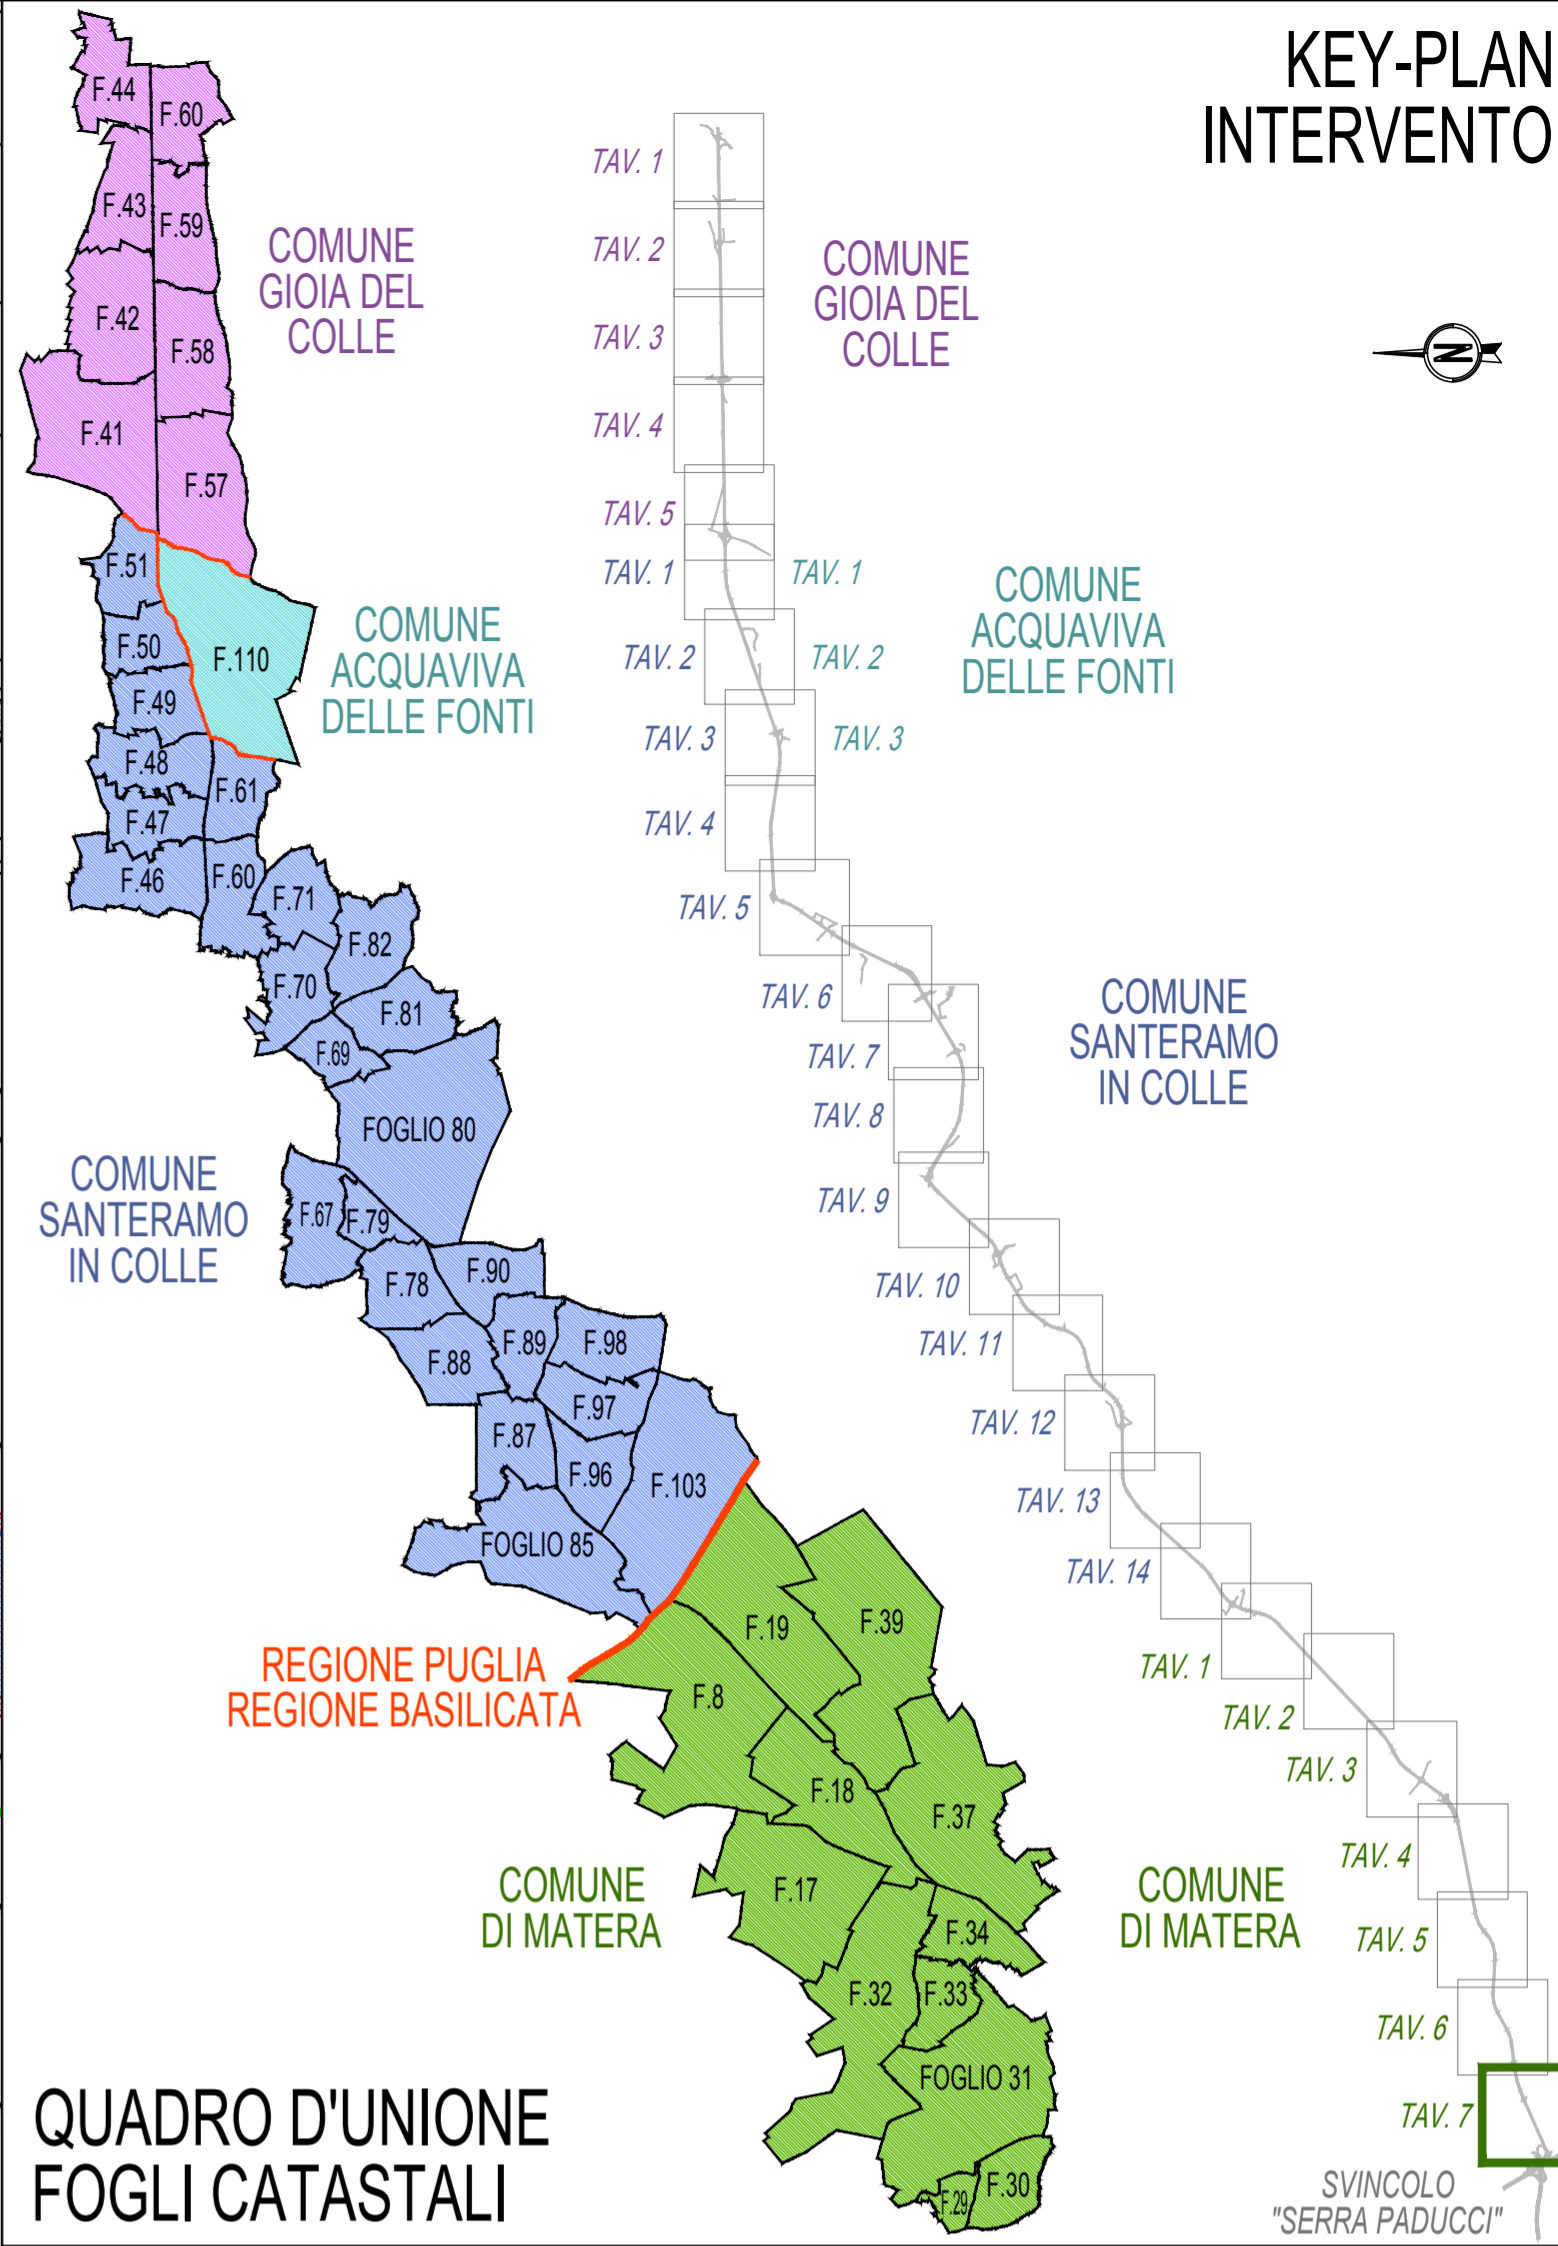 KEY-PLAN
INTERVENTO
F.44
F.60
F.43
F.59
F.42
F.58
F.41
F.57
COMUNE
GIOIA DEL
COLLE
F.51
F.50
F.110
F.49
F.48
F.61
F.47
F.46
F.60
COMUNE
ACQUAVIVA
DELLE FONTI
F.71
F.82
F.70
F.81
F.69
FOGLIO 80
F.67
F.79
F.78
F.90
F.89
F.98
F.88
F.97
F.87
F.96
F.103
FOGLIO 85
COMUNE
SANTERAMO
IN COLLE
REGIONE PUGLIA
REGIONE BASILICATA
F.19
F.39
F.8
F.18
F.37
F.17
F.34
F.32
F.33
FOGLIO 31
F.30
F.29
COMUNE
DI MATERA
QUADRO D'UNIONE
FOGLI CATASTALI
TAV. 1
TAV. 2
TAV. 3
TAV. 4
TAV. 5
COMUNE
GIOIA DEL
COLLE
N
TAV. 1
TAV. 1
TAV. 2
TAV. 2
TAV. 3
TAV. 3
COMUNE
ACQUAVIVA
DELLE FONTI
TAV. 4
TAV. 5
TAV. 6
TAV. 7
TAV. 8
TAV. 9
TAV. 10
TAV. 11
TAV. 12
TAV. 13
TAV. 14
COMUNE
SANTERAMO
IN COLLE
TAV. 1
TAV. 2
TAV. 3
TAV. 4
TAV. 5
TAV. 6
TAV. 7
COMUNE
DI MATERA
SVINCOLO
"SERRA PADUCCI"